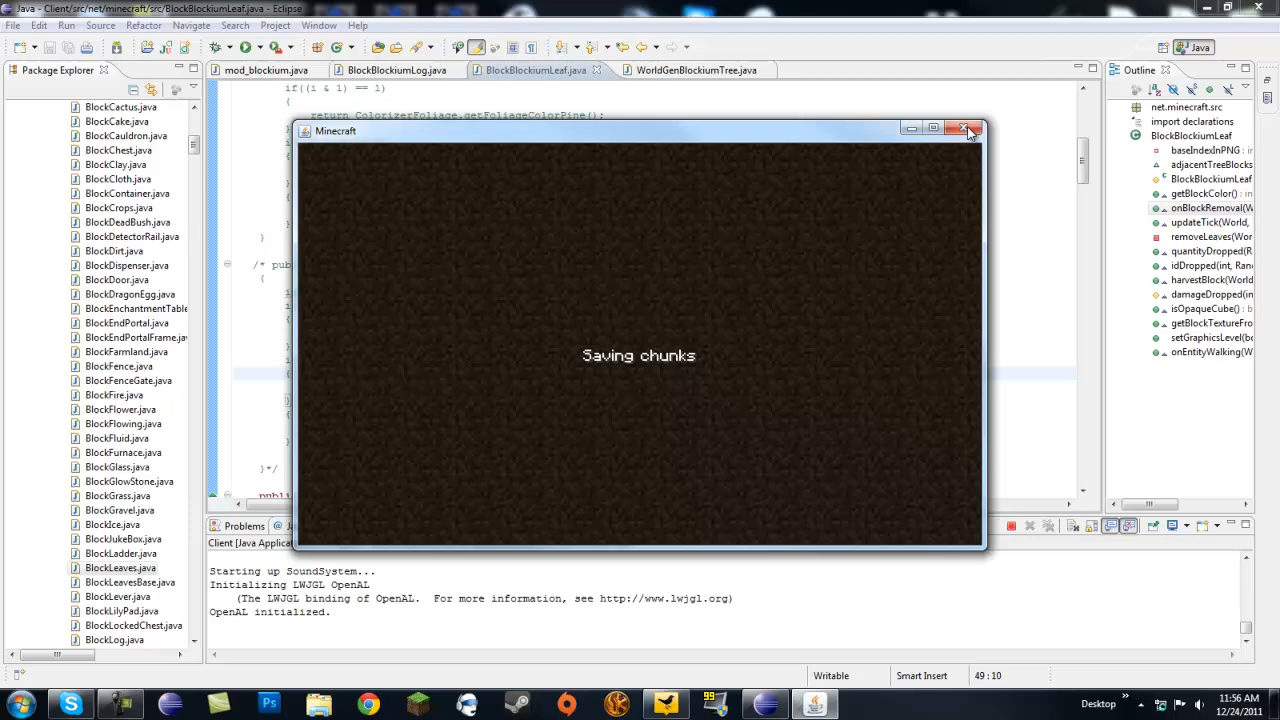 Java - Client/src/net/minecraft/src/BlockBlockiumLeaf.java - Eclipse
File Edit Run Source Refactor Navigate Search Project Window Help
Java
Package Explorer
mod_blockium.java
BlockBlockiumLog.java
BlockBlockiumLeaf.java
WorldGenBlockiumTree.java
Outline
BlockCactus.java
BlockCake.java
BlockCauldron.java
BlockChest.java
BlockClay.java
BlockCloth.java
BlockContainer.java
BlockCrops.java
BlockDeadBush.java
BlockDetectorRail.java
BlockDirt.java
BlockDispenser.java
BlockDoor.java
BlockDragonEgg.java
BlockEnchantmentTable
BlockEndPortal.java
BlockEndPortalFrame.java
BlockFarmland.java
BlockFence.java
BlockFenceGate.java
BlockFire.java
BlockFlower.java
BlockFlowing.java
BlockFluid.java
BlockFurnace.java
BlockGlass.java
BlockGlowStone.java
BlockGrass.java
BlockGravel.java
BlockIce.java
BlockJukeBox.java
BlockLadder.java
BlockLeaves.java
BlockLeavesBase.java
BlockLever.java
BlockLilyPad.java
BlockLockedChest.java
BlockLog.java
if((i & 1) == 1)
{
return ColorizerFoliage.getFoliageColorPine();
}
/* pub
{
}*/
public
Minecraft
Saving chunks
net.minecraft.src
import declarations
BlockBlockiumLeaf
baseIndexInPNG
adjacentTreeBlocks
BlockBlockiumLeaf
getBlockColor() : i
onBlockRemoval(W
updateTick(World,
removeLeaves(Wor
quantityDropped(R
idDropped(int, Ran
harvestBlock(World
damageDropped(in
isOpaqueCube() :
getBlockTextureFro
setGraphicsLevel(bo
onEntityWalking(W
Problems
Client [Java Applicat
Starting up SoundSystem...
Initializing LWJGL OpenAL
(The LWJGL binding of OpenAL. For more information, see http://www.lwjgl.org)
OpenAL initialized.
Writable
Smart Insert
49 : 10
99
Desktop
11:56 AM
12/24/2011